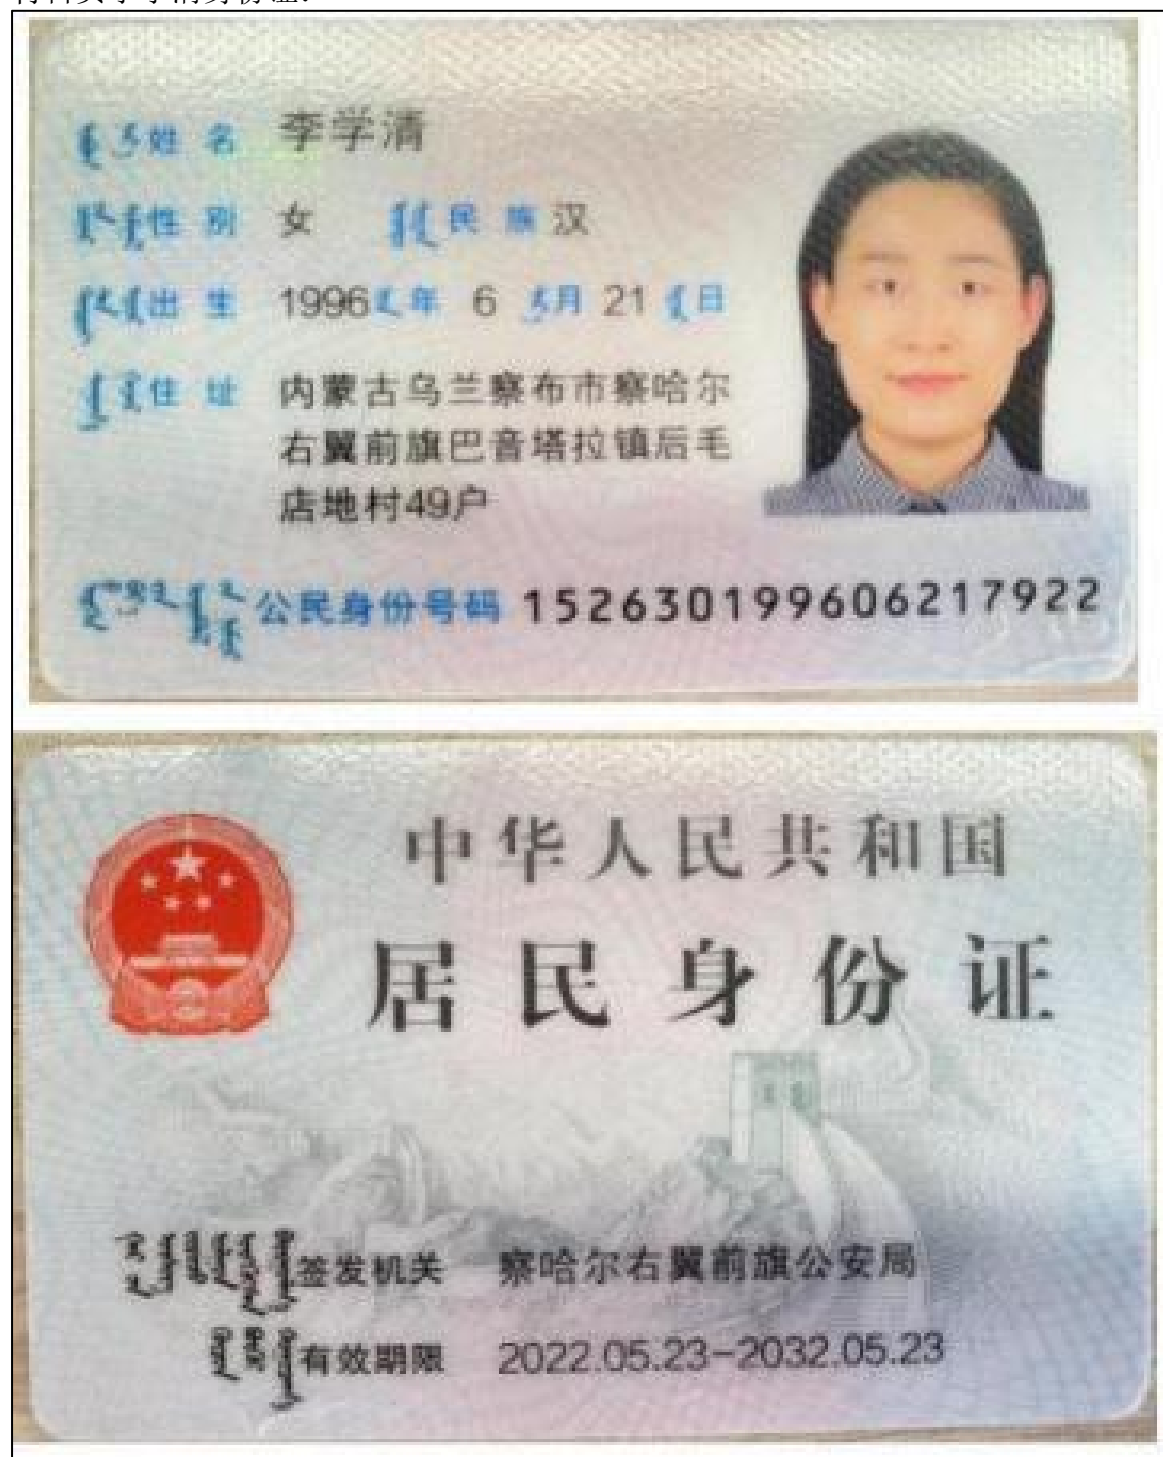 姓名 李学清
性别 女 民族 汉
出生 1996年 6月 21日
住址 内蒙古乌兰察布市察哈尔
右翼前旗巴音塔拉镇后毛
店地村49户
公民身份号码 152630199606217922
中华人民共和国
居民身份证
签发机关 察哈尔右翼前旗公安局
有效期限 2022.05.23-2032.05.23